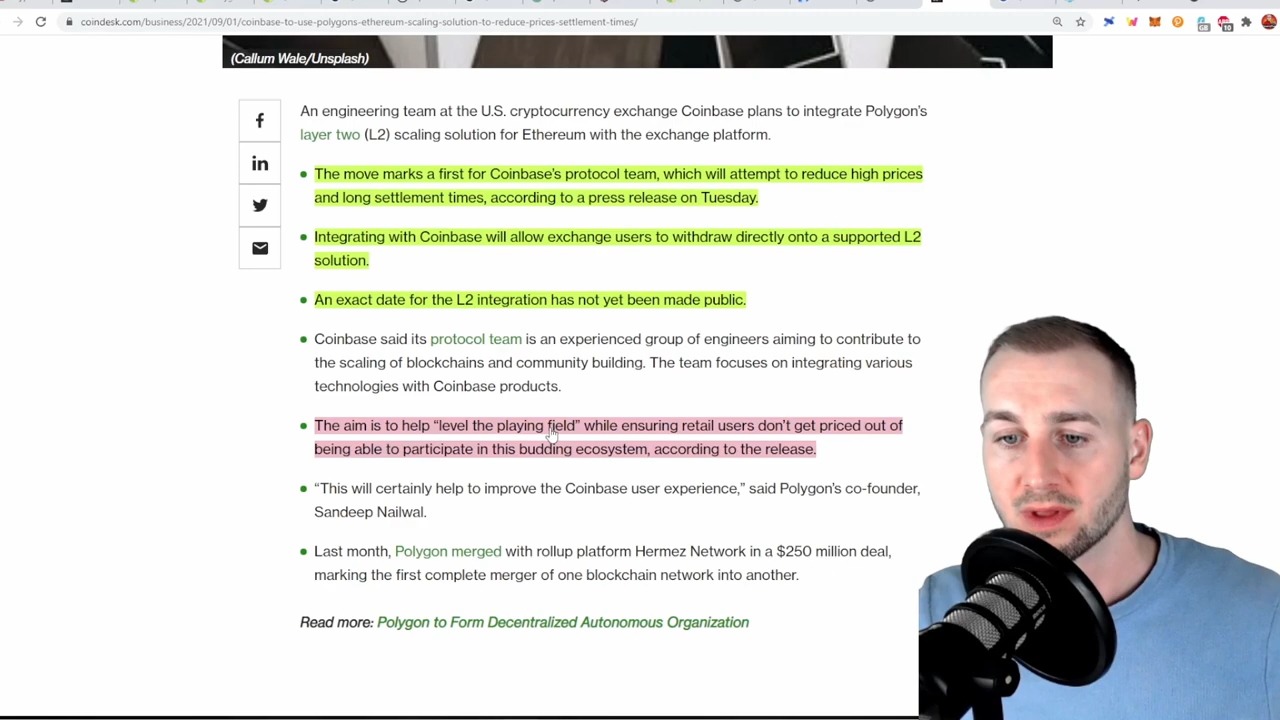 coindesk.com/business/2021/09/01/coinbase-to-use-polygons-ethereum-scaling-solution-to-reduce-prices-settlement-times/
(Callum Wale/Unsplash)
An engineering team at the U.S. cryptocurrency exchange Coinbase plans to integrate Polygon's
layer two (L2) scaling solution for Ethereum with the exchange platform.
The move marks a first for Coinbase's protocol team, which will attempt to reduce high prices
and long settlement times, according to a press release on Tuesday.
Integrating with Coinbase will allow exchange users to withdraw directly onto a supported L2
solution.
An exact date for the L2 integration has not yet been made public.
Coinbase said its protocol team is an experienced group of engineers aiming to contribute to
the scaling of blockchains and community building. The team focuses on integrating various
technologies with Coinbase products.
The aim is to help “level the playing field” while ensuring retail users don't get priced out of
being able to participate in this budding ecosystem, according to the release.
“This will certainly help to improve the Coinbase user experience,” said Polygon's co-founder,
Sandeep Nailwal.
Last month, Polygon merged with rollup platform Hermez Network in a $250 million deal,
marking the first complete merger of one blockchain network into another.
Read more: Polygon to Form Decentralized Autonomous Organization